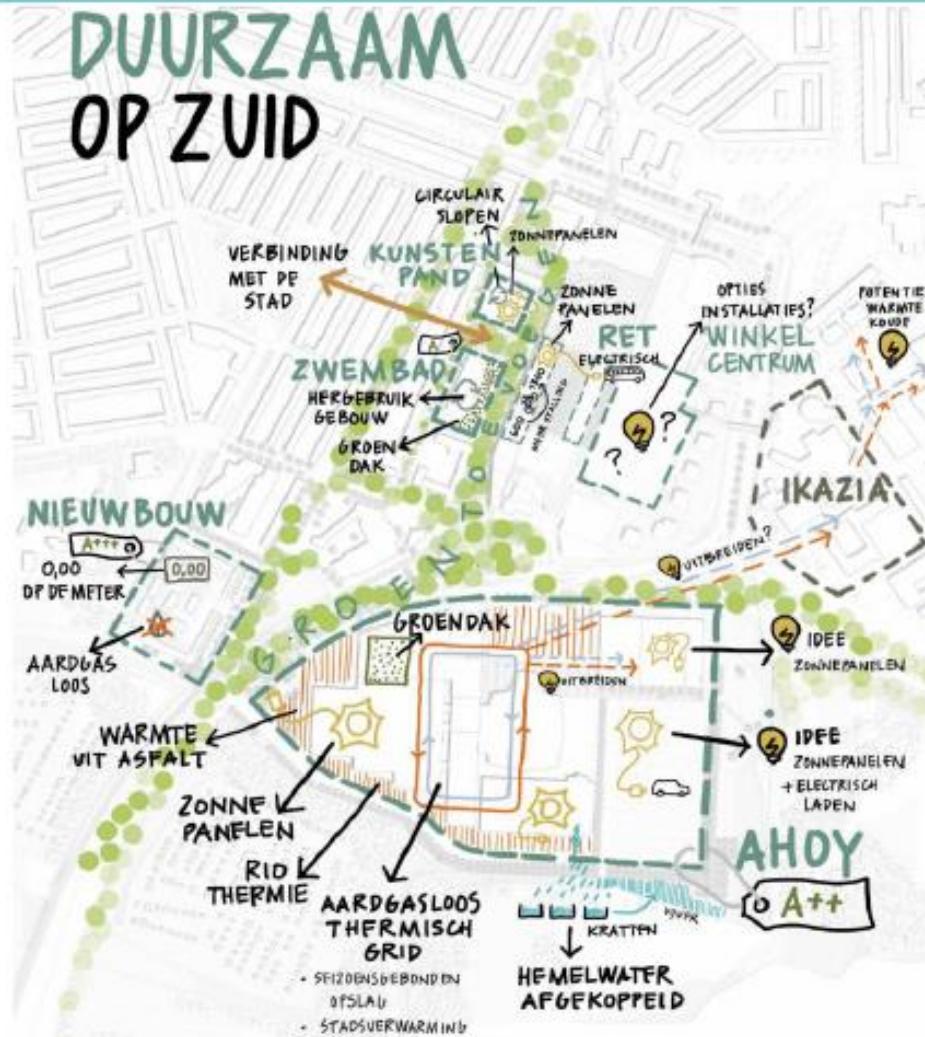 DUURZAAM
OP ZUID
CIRCULAIR
SLOPEN
ZONNEPANELEN
KUNSTEN
PAND
VERBINDING
MET DE
STAD
ZONNE
PANELEN
OPTIES
INSTALLATIES?
POTENTIE
WARMTE
KOUDE
RET
ELECTRISCH
WINKEL
CENTRUM
ZWEMBAD
A
HERGEBRUIK
GEBOUW
GROEN
DAK
? ?
IKAZIA
NIEUWBOUW
A+++
0,00
OP DE METER
0,00
AARDGAS
LOOS
GROEN TOEVOEGEN
UITBREIDEN?
GROENDAK
UITBREIDEN
IDEE
ZONNEPANELEN
WARMTE
UIT ASFALT
IDEE
ZONNEPANELEN
+ ELECTRISCH
LADEN
ZONNE
PANELEN
RIO
THERMIE
AARDGASLOOS
THERMISCH
GRID
• SEIZOENSGEBONDEN
OPSLAG
• STADSVERWARMING
KRATTEN
VIJVER
HEMELWATER
AFGEKOPPELD
AHOY
A++